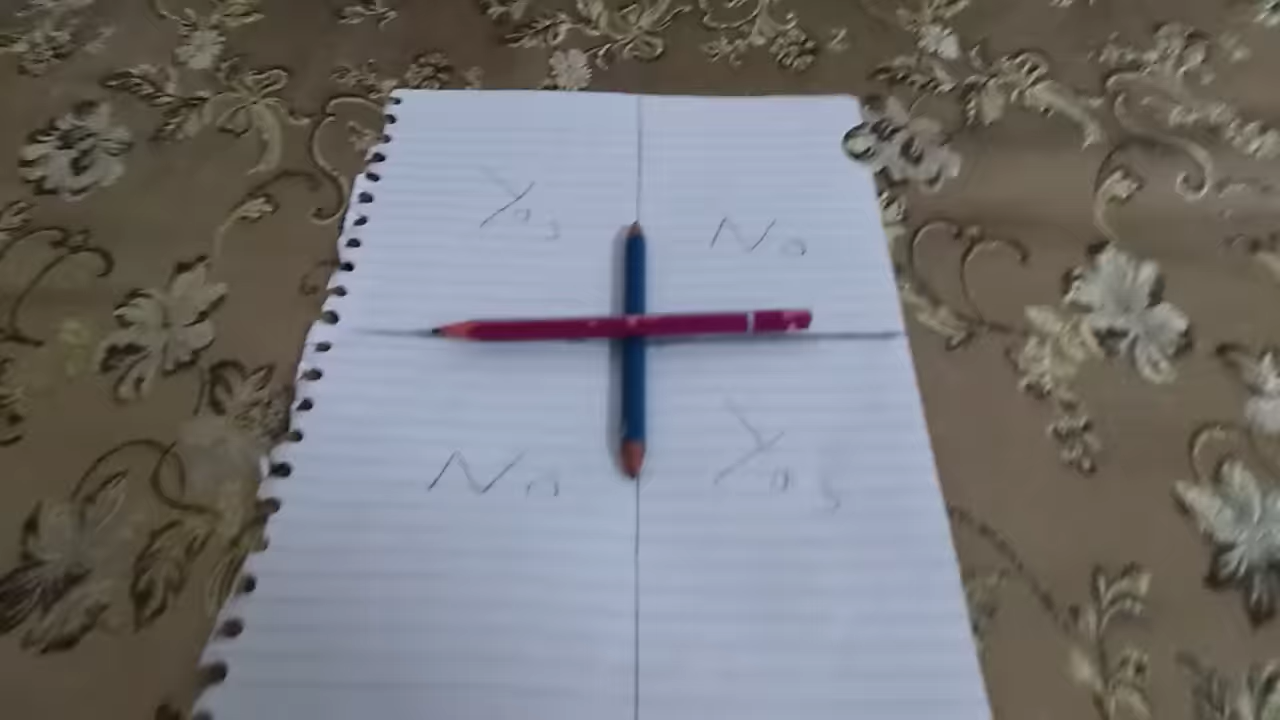 Yes No
No Yes